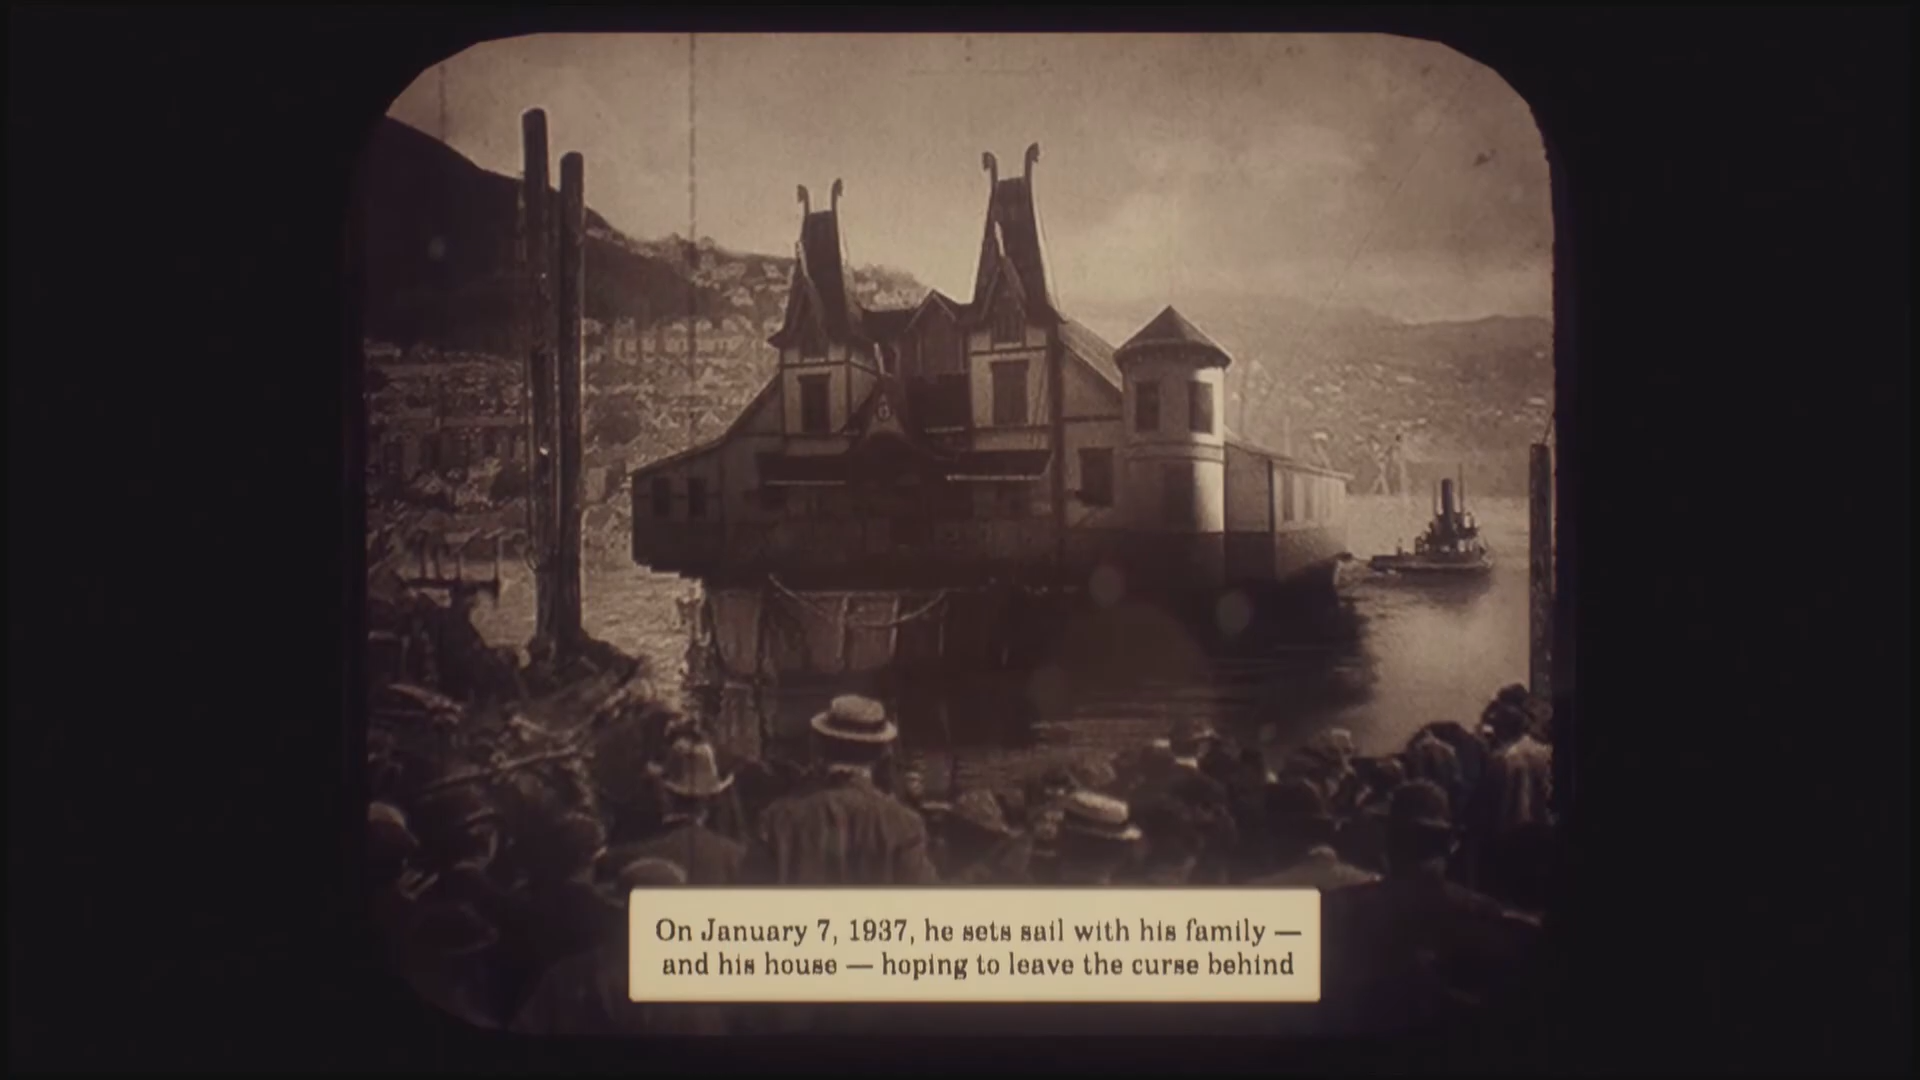 On January 7, 1937, he sets sail with his family —
and his house — hoping to leave the curse behind